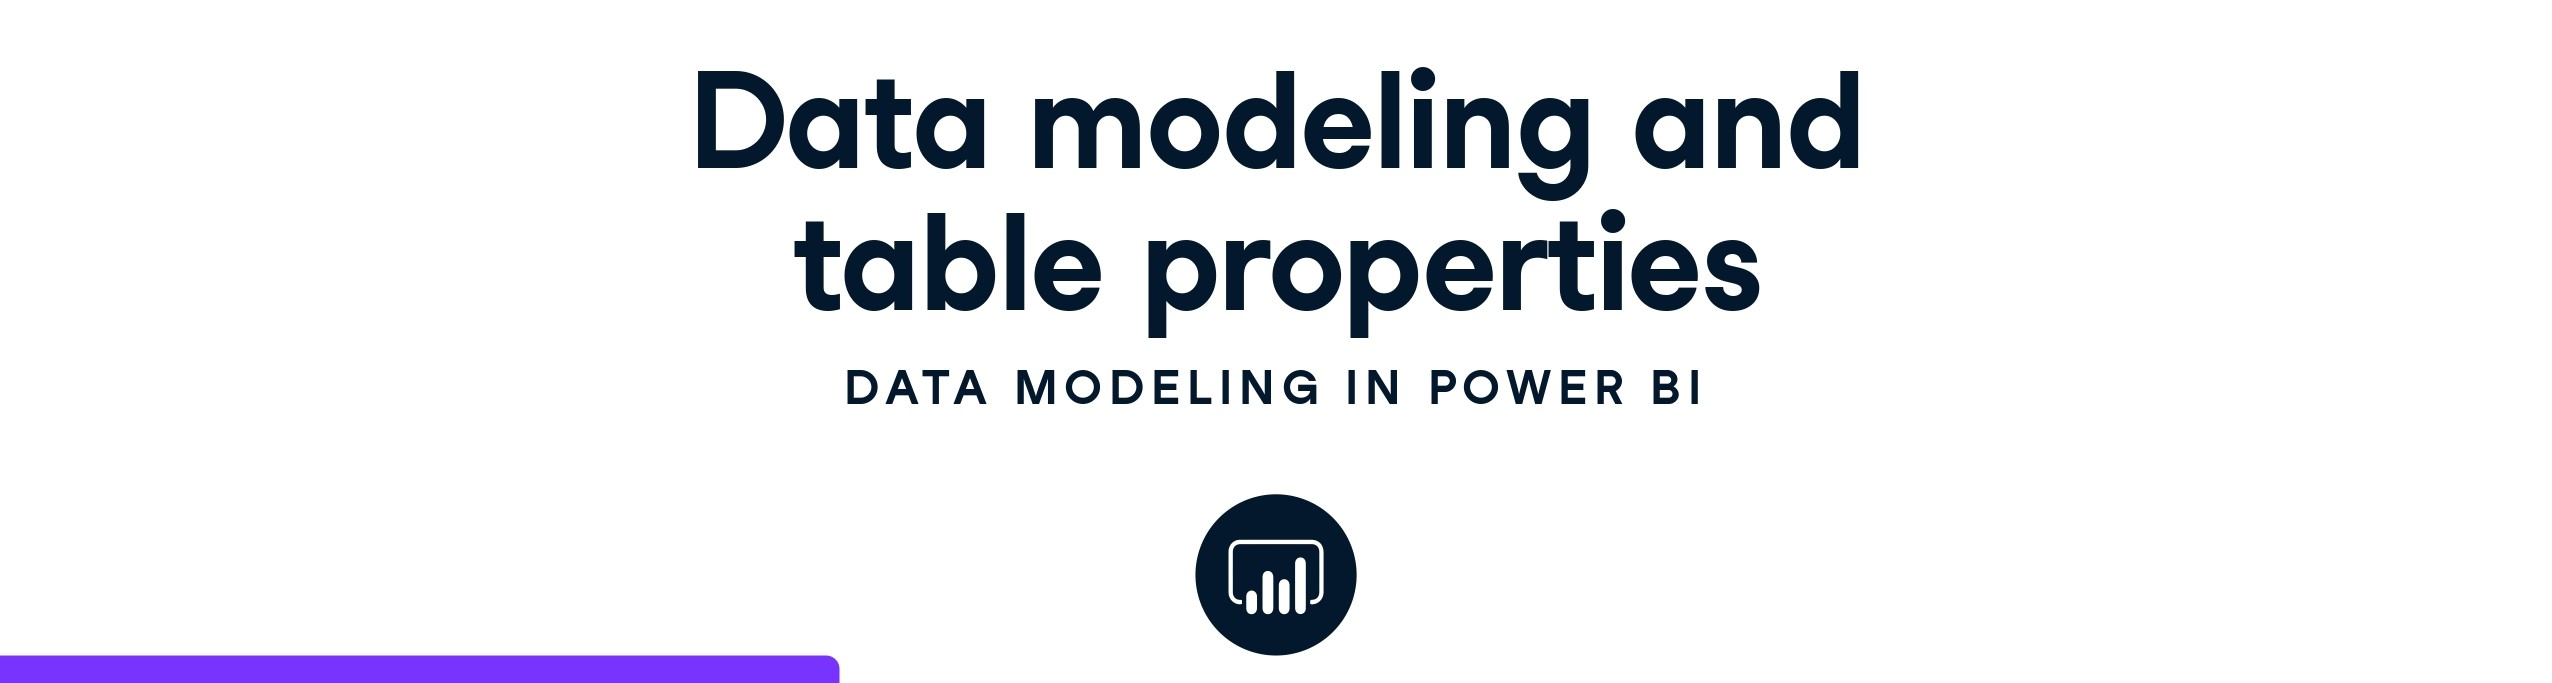 Data modeling and
table properties
DATA MODELING IN POWER BI